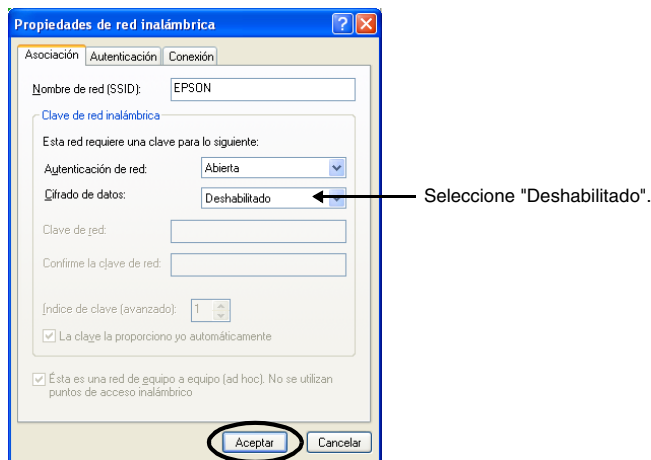 Propiedades de red inalámbrica
Asociación Autenticación Conexión
Nombre de red (SSID): EPSON
Clave de red inalámbrica
Esta red requiere una clave para lo siguiente:
Autenticación de red: Abierta
Cifrado de datos: Deshabilitado
Seleccione "Deshabilitado".
Clave de red:
Confirme la clave de red:
Índice de clave (avanzado): 1
La clave la proporciono yo automáticamente
Ésta es una red de equipo a equipo (ad hoc). No se utilizan
puntos de acceso inalámbrico
Aceptar Cancelar